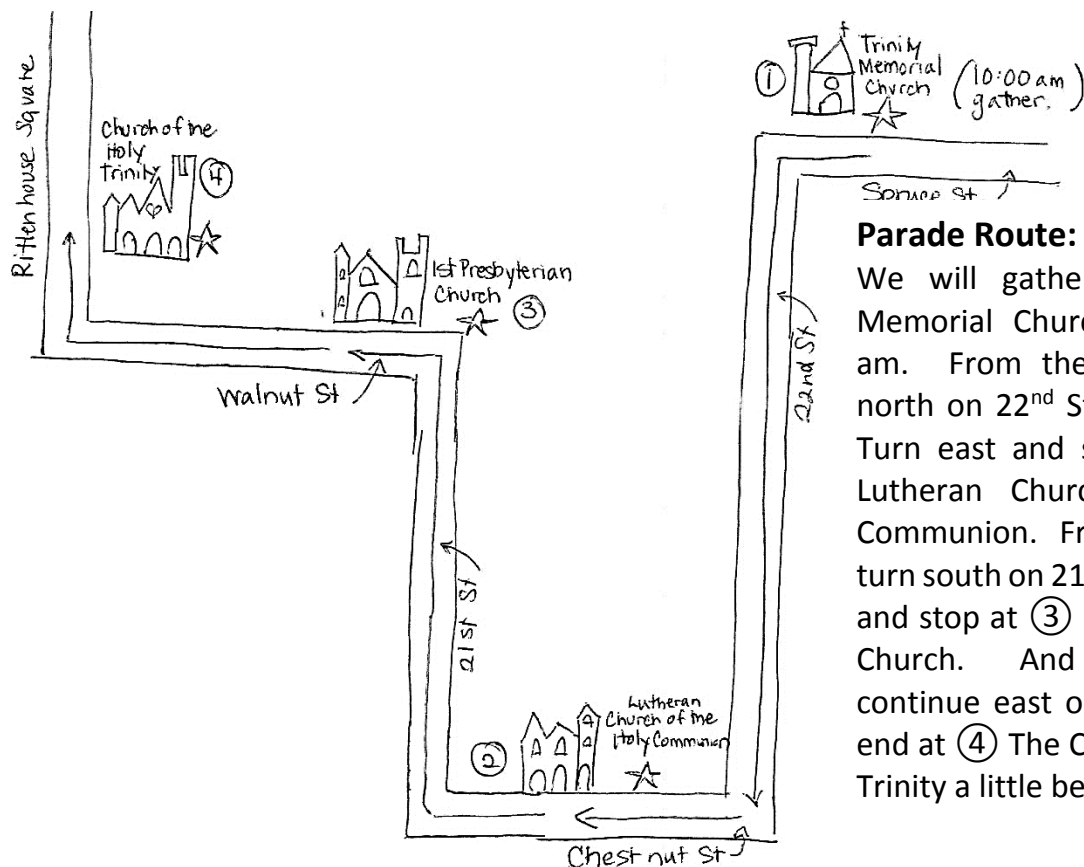 Rittenhouse Square
Church of the
Holy
Trinity
④
①
Trinity
Memorial
Church
(10:00 am
gather.)
Spruce St
1st Presbyterian
Church ③
Walnut St
22nd St
21st St
②
Lutheran
Church of the
Holy Communion
Chestnut St
Parade Route:
We will gathe
Memorial Churc
am. From the
north on 22nd S
Turn east and s
Lutheran Churc
Communion. Fr
turn south on 21
and stop at ③
Church. And
continue east o
end at ④ The C
Trinity a little be